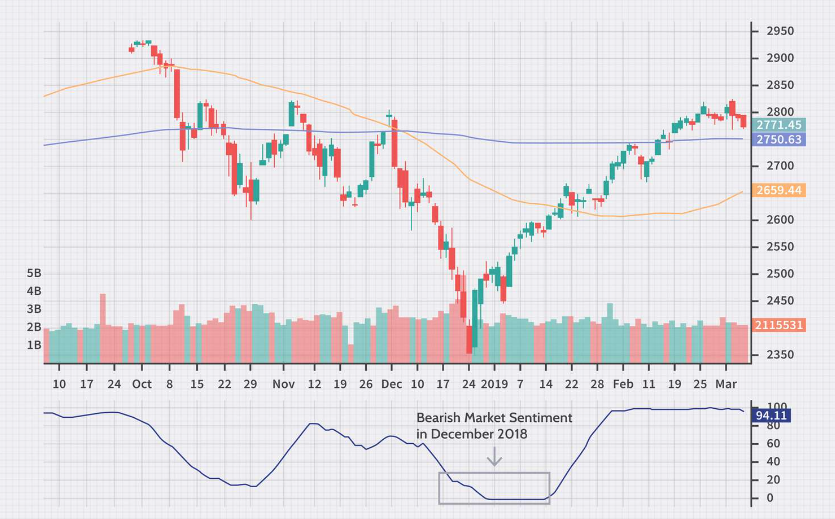 2950
2900
2850
2800
2771.45
2750.63
2700
2659.44
2600
2550
2500
2450
2115531
2350
5B
4B
3B
2B
1B
10 17 24 Oct 8 15 22 29 Nov 12 19 26 Dec 10 17 24 2019 7 14 22 28 Feb 11 19 25 Mar
100
94.11
80
60
40
20
0
Bearish Market Sentiment
in December 2018